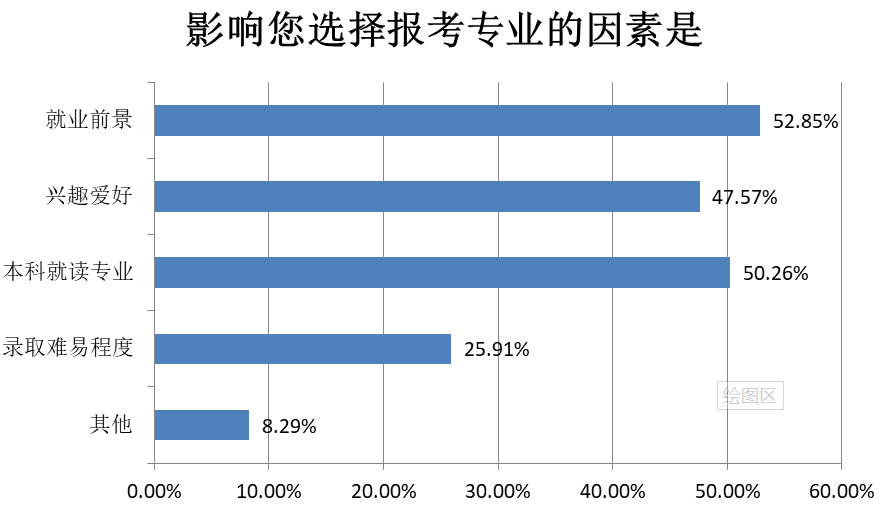 影响您选择报考专业的因素是
就业前景
52.85%
兴趣爱好
47.57%
本科就读专业
50.26%
录取难易程度
25.91%
绘图区
其他
8.29%
0.00% 10.00% 20.00% 30.00% 40.00% 50.00% 60.00%